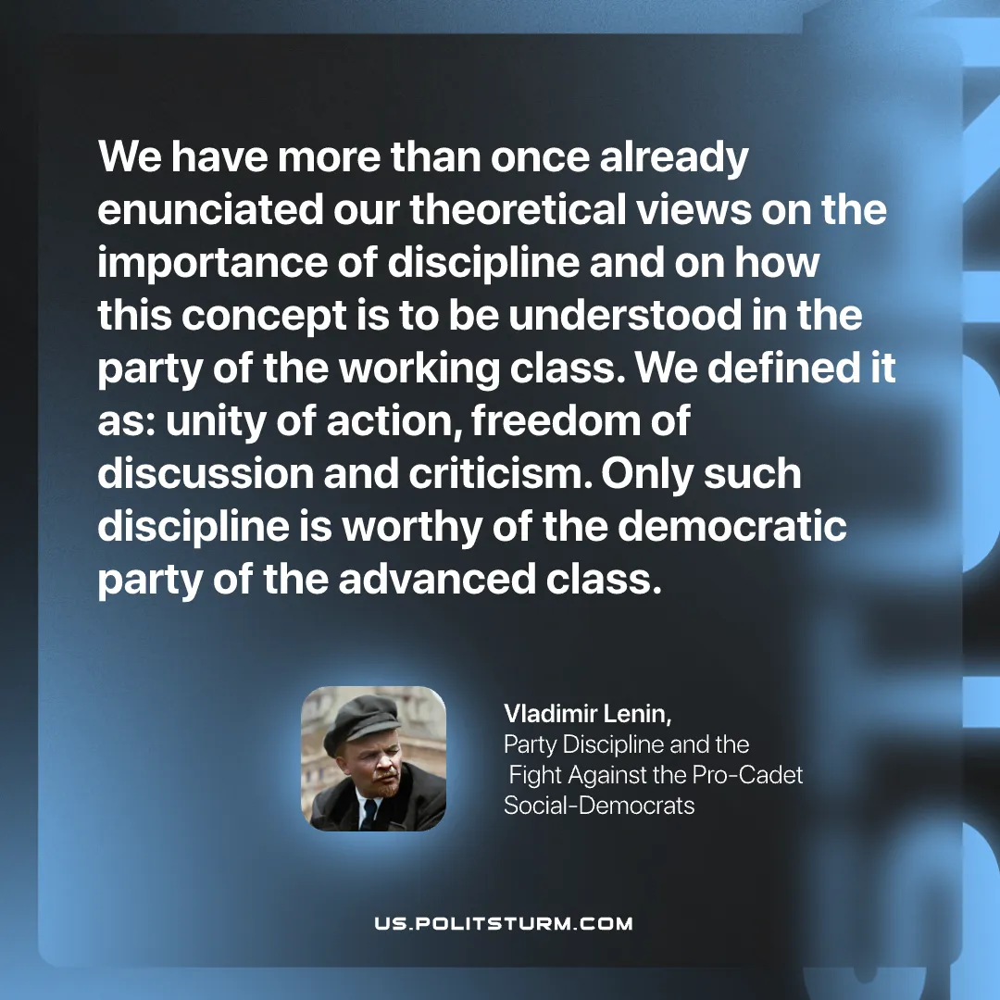 We have more than once already
enunciated our theoretical views on the
importance of discipline and on how
this concept is to be understood in the
party of the working class. We defined it
as: unity of action, freedom of
discussion and criticism. Only such
discipline is worthy of the democratic
party of the advanced class.
Vladimir Lenin,
Party Discipline and the
Fight Against the Pro-Cadet
Social-Democrats
US.POLITSTURM.COM